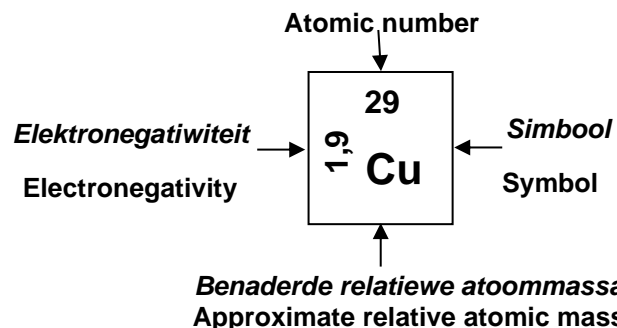 Atomic number
29
Elektronegatiwiteit
Electronegativity
1,9
Cu
Simbool
Symbol
Benaderde relatiewe atoommassa
Approximate relative atomic mass